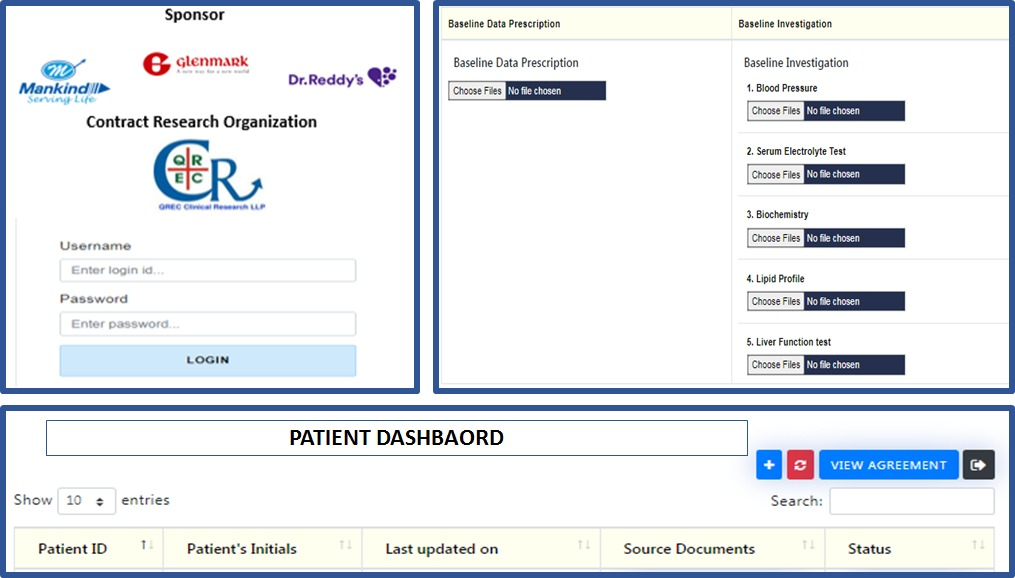 Sponsor
Mankind
Serving Life
glenmark
A new way for a new world
Dr.Reddy's
Contract Research Organization
QREC
CR
QREC Clinical Research LLP
Username
Enter login id...
Password
Enter password...
LOGIN
Baseline Data Prescription
Baseline Data Prescription
Choose Files No file chosen
Baseline Investigation
Baseline Investigation
1. Blood Pressure
Choose Files No file chosen
2. Serum Electrolyte Test
Choose Files No file chosen
3. Biochemistry
Choose Files No file chosen
4. Lipid Profile
Choose Files No file chosen
5. Liver Function test
Choose Files No file chosen
PATIENT DASHBAORD
VIEW AGREEMENT
Show 10 entries
Search:
Patient ID Patient's Initials Last updated on Source Documents Status